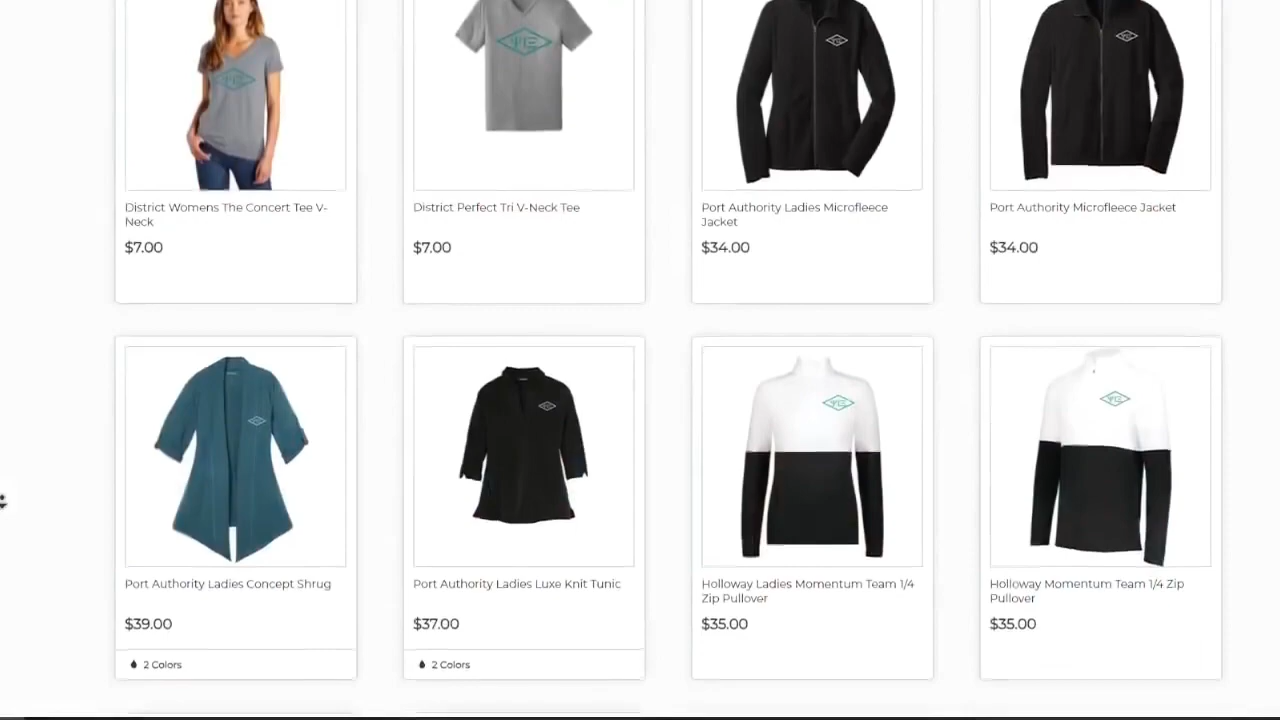 District Womens The Concert Tee V-
Neck
$7.00
District Perfect Tri V-Neck Tee
$7.00
Port Authority Ladies Microfleece
Jacket
$34.00
Port Authority Microfleece Jacket
$34.00
Port Authority Ladies Concept Shrug
$39.00
2 Colors
Port Authority Ladies Luxe Knit Tunic
$37.00
2 Colors
Holloway Ladies Momentum Team 1/4
Zip Pullover
$35.00
Holloway Momentum Team 1/4 Zip
Pullover
$35.00